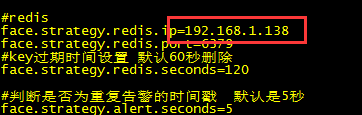 #redis
face.strategy.redis.ip=192.168.1.138
face.strategy.redis.port=6379
#key过期时间设置 默认60秒删除
face.strategy.redis.seconds=120
#判断是否为重复告警的时间戳 默认是5秒
face.strategy.alert.seconds=5